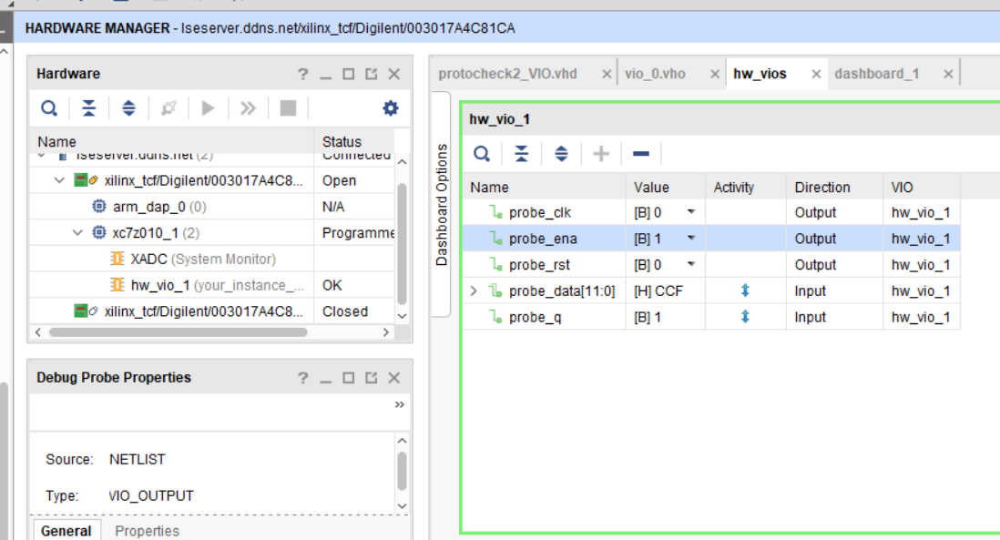 HARDWARE MANAGER - lseserver.ddns.net/xilinx_tcf/Digilent/003017A4C81CA
Hardware
Name Status
lseserver.ddns.net (2) Connected
xilinx_tcf/Digilent/003017A4C8... Open
arm_dap_0 (0) N/A
xc7z010_1 (2) Programme
XADC (System Monitor)
hw_vio_1 (your_instance_... OK
xilinx_tcf/Digilent/003017A4C8... Closed
Debug Probe Properties
Source: NETLIST
Type: VIO_OUTPUT
General Properties
protocheck2_VIO.vhd vio_0.vho hw_vios dashboard_1
Dashboard Options
hw_vio_1
Name Value Activity Direction VIO
probe_clk [B] 0 Output hw_vio_1
probe_ena [B] 1 Output hw_vio_1
probe_rst [B] 0 Output hw_vio_1
probe_data[11:0] [H] CCF Input hw_vio_1
probe_q [B] 1 Input hw_vio_1